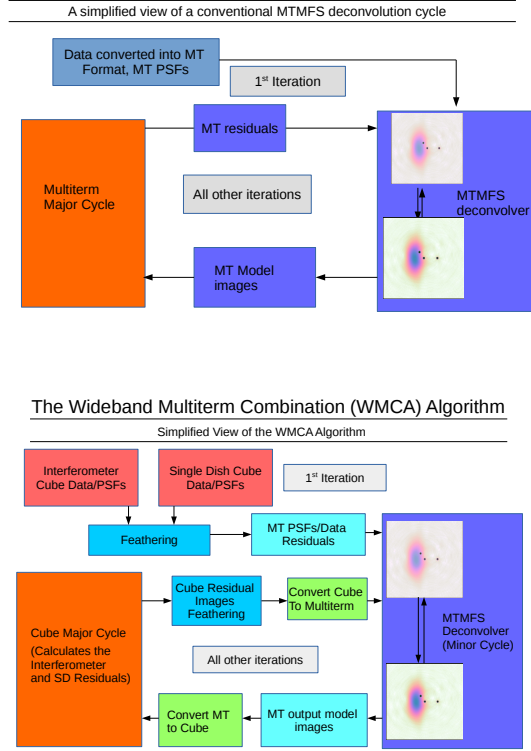 A simplified view of a conventional MTMFS deconvolution cycle
Data converted into MT
Format, MT PSFs
1st Iteration
MT residuals
Multiterm
Major Cycle
All other iterations
MTMFS
deconvolver
MT Model
images
The Wideband Multiterm Combination (WMCA) Algorithm
Simplified View of the WMCA Algorithm
Interferometer
Cube Data/PSFs
Single Dish Cube
Data/PSFs
1st Iteration
Feathering
MT PSFs/Data
Residuals
Cube Residual
Images
Feathering
Convert Cube
To Multiterm
Cube Major Cycle
(Calculates the
Interferometer
and SD Residuals)
All other iterations
MTMFS
Deconvolver
(Minor Cycle)
Convert MT
to Cube
MT output model
images